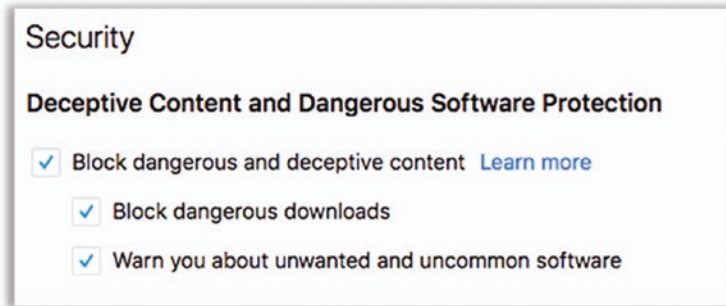 Security
Deceptive Content and Dangerous Software Protection
Block dangerous and deceptive content Learn more
Block dangerous downloads
Warn you about unwanted and uncommon software